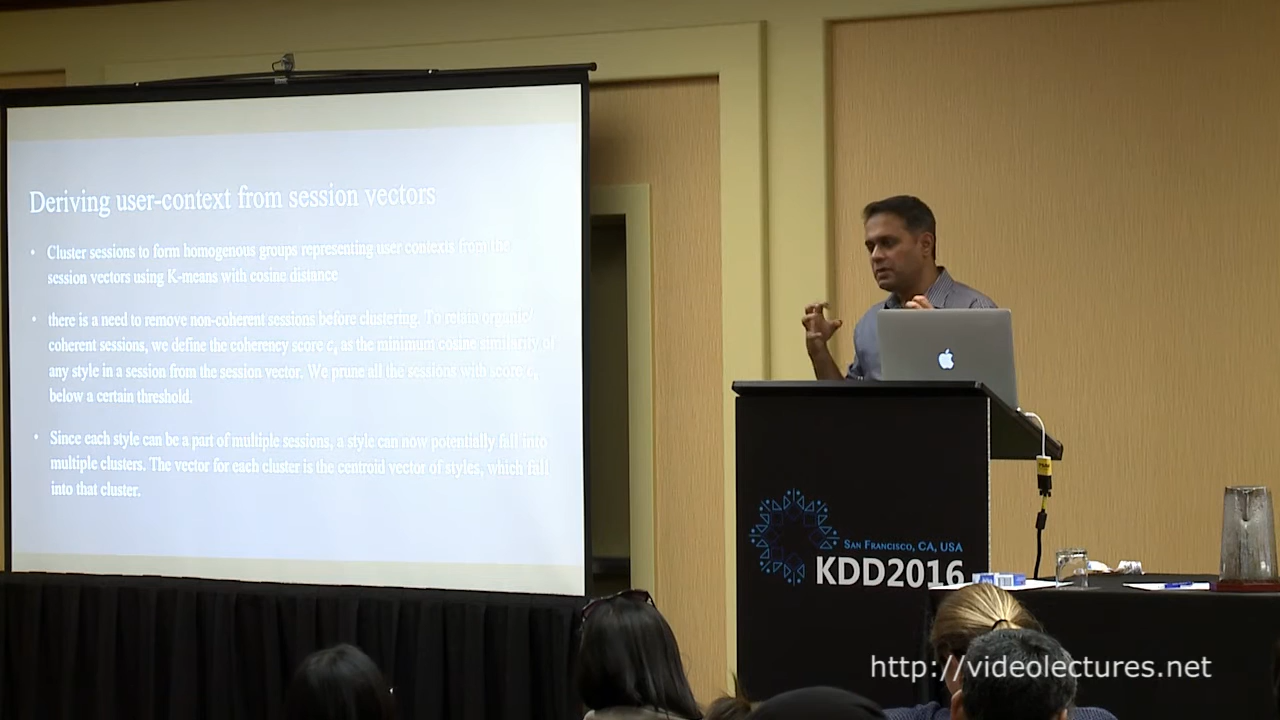 Deriving user-context from session vectors
• Cluster sessions to form homogenous groups representing user contexts from the
session vectors using K-means with cosine distance
• there is a need to remove non-coherent sessions before clustering. To retain organic/
coherent sessions, we define the coherency score cs as the minimum cosine similarity of
any style in a session from the session vector. We prune all the sessions with score cs
below a certain threshold.
• Since each style can be a part of multiple sessions, a style can now potentially fall into
multiple clusters. The vector for each cluster is the centroid vector of styles, which fall
into that cluster.
San Francisco, CA, USA
KDD2016
http://videolectures.net